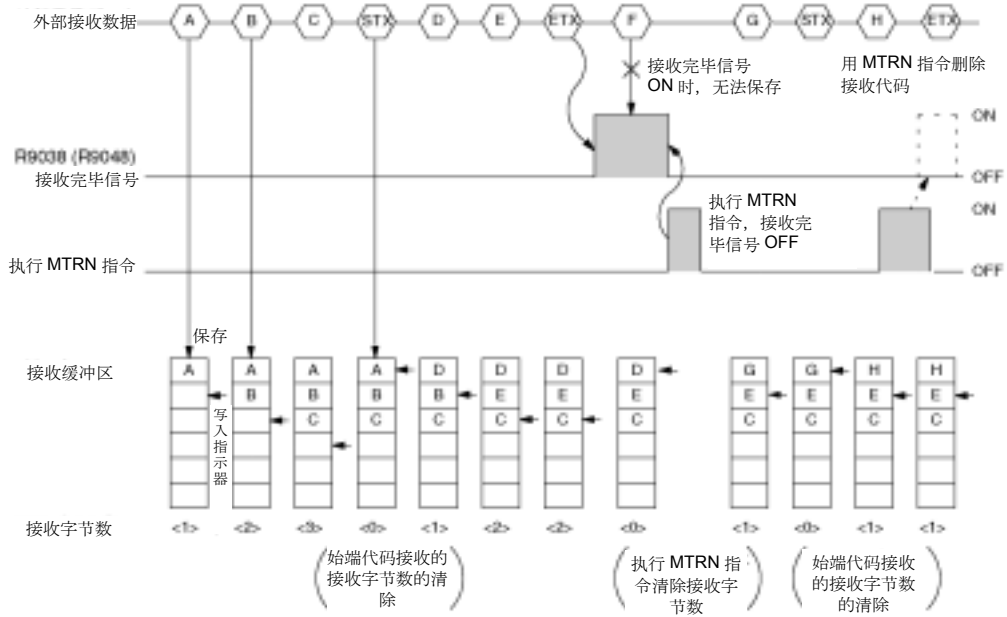 外部接收数据 A B C STX D E ETX F G STX H ETX
接收完毕信号
ON 时，无法保存
用 MTRN 指令删除
接收代码
ON
R9038 (R9048)
接收完毕信号
OFF
执行 MTRN
指令，接收完
毕信号 OFF
ON
执行 MTRN 指令
OFF
保存
接收缓冲区
A A A A D D D D G G H H
B B B B E E E E E E E
C C C C C C C C C C
写入指示器
接收字节数 <1> <2> <3> <0> <1> <2> <2> <0> <1> <0> <1> <1>
始端代码接收的
接收字节数的清
除
执行 MTRN 指
令清除接收字
节数
始端代码接收
的接收字节数
的清除